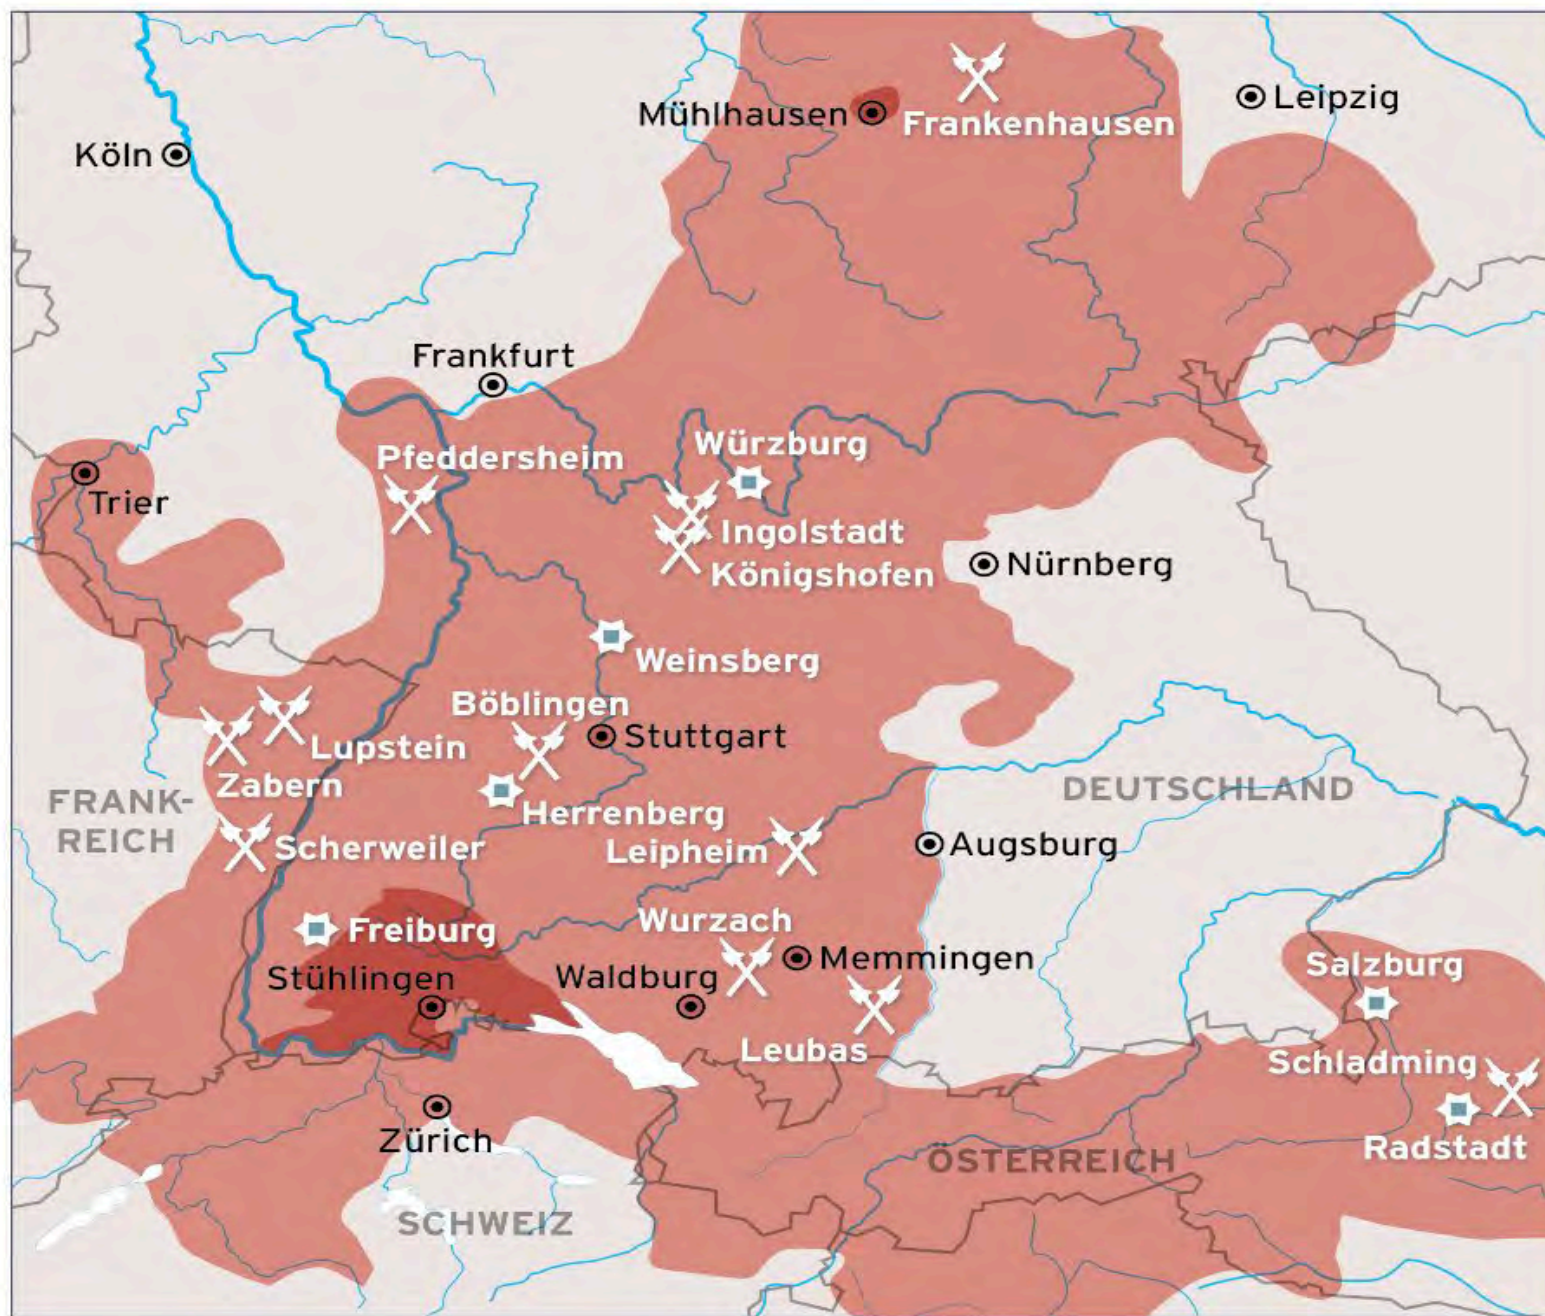 Leipzig
Mühlhausen
Frankenhausen
Köln
Frankfurt
Würzburg
Pfeddersheim
Trier
Ingolstadt
Königshofen
Nürnberg
Weinsberg
Böblingen
Stuttgart
Lupstein
Zabern
FRANK-
REICH
DEUTSCHLAND
Herrenberg
Leipheim
Augsburg
Scherweiler
Wurzach
Freiburg
Memmingen
Stühlingen
Waldburg
Salzburg
Leubas
Schladming
Zürich
Radstadt
ÖSTERREICH
SCHWEIZ